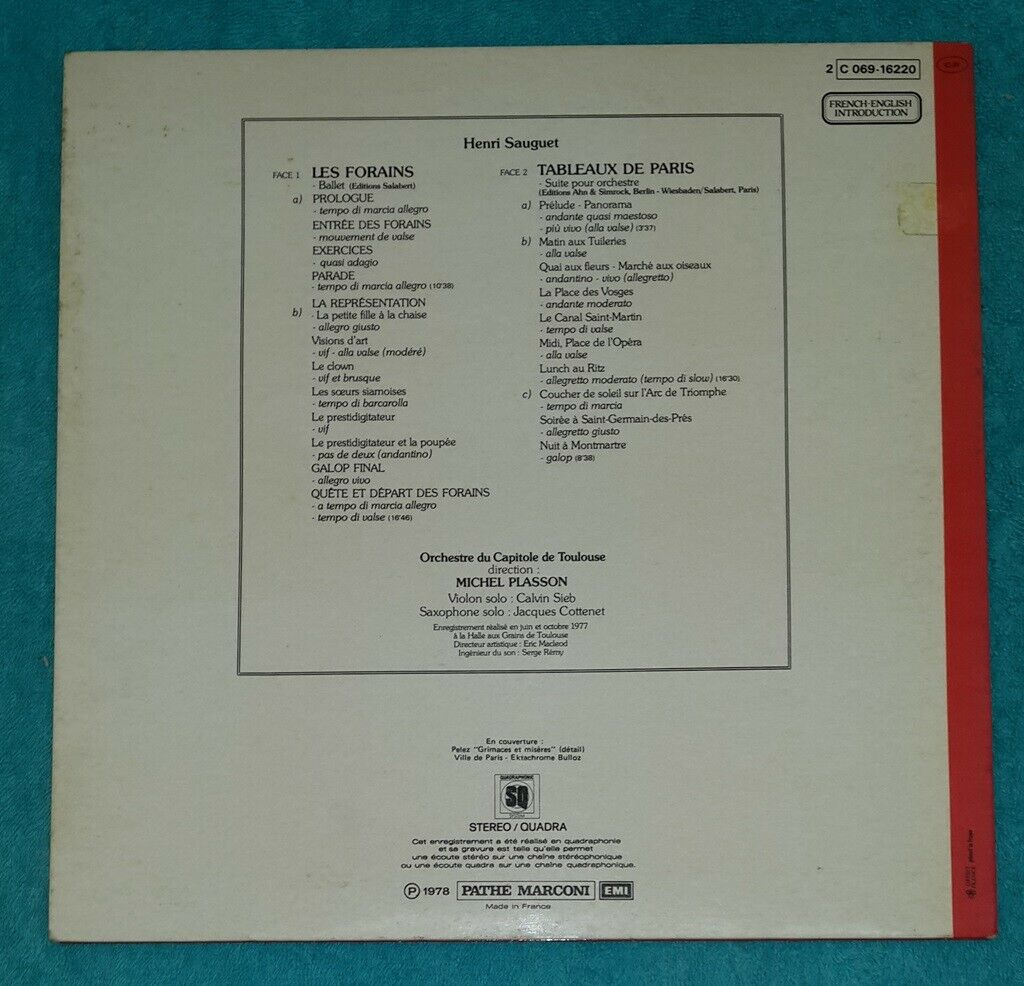 2 C 069-16220
FRENCH-ENGLISH
INTRODUCTION
Henri Sauguet
FACE 1 LES FORAINS
- Ballet (Editions Salabert)
a) PROLOGUE
- tempo di marcia allegro
ENTRÉE DES FORAINS
- mouvement de valse
EXERCICES
- quasi adagio
PARADE
- tempo di marcia allegro (10'38)
LA REPRÉSENTATION
b) - La petite fille à la chaise
- allegro giusto
Visions d'art
- vif - alla valse (modéré)
Le clown
- vif et brusque
Les sœurs siamoises
- tempo di barcarolla
Le prestidigitateur
- vif
Le prestidigitateur et la poupée
- pas de deux (andantino)
GALOP FINAL
- allegro vivo
QUÊTE ET DÉPART DES FORAINS
- a tempo di marcia allegro
- tempo di valse (16'46)
FACE 2 TABLEAUX DE PARIS
- Suite pour orchestre
(Editions Ahn & Simrock, Berlin - Wiesbaden/Salabert, Paris)
a) Prélude - Panorama
- andante quasi maestoso
- più vivo (alla valse) (3'37)
b) Matin aux Tuileries
- alla valse
Quai aux fleurs - Marché aux oiseaux
- andantino - vivo (allegretto)
La Place des Vosges
- andante moderato
Le Canal Saint-Martin
- tempo di valse
Midi, Place de l'Opéra
- alla valse
Lunch au Ritz
- allegretto moderato (tempo di slow) (16'30)
c) Coucher de soleil sur l'Arc de Triomphe
- tempo di marcia
Soirée à Saint-Germain-des-Prés
- allegretto giusto
Nuit à Montmartre
- galop (8'38)
Orchestre du Capitole de Toulouse
direction :
MICHEL PLASSON
Violon solo : Calvin Sieb
Saxophone solo : Jacques Cottenet
Enregistrement réalisé en juin et octobre 1977
à la Halle aux Grains de Toulouse
Directeur artistique : Eric Macleod
Ingénieur du son : Serge Rémy
En couverture :
Pelez "Grimaces et misères" (détail)
Ville de Paris - Ektachrome Bulloz
QUADRAPHONIC
SQ
STEREO / QUADRA
Cet enregistrement a été réalisé en quadraphonie
et sa gravure est telle qu'elle permet
une écoute stéréo sur une chaîne stéréophonique
ou une écoute quadra sur une chaîne quadraphonique.
Ⓟ 1978 PATHE MARCONI EMI
Made in France